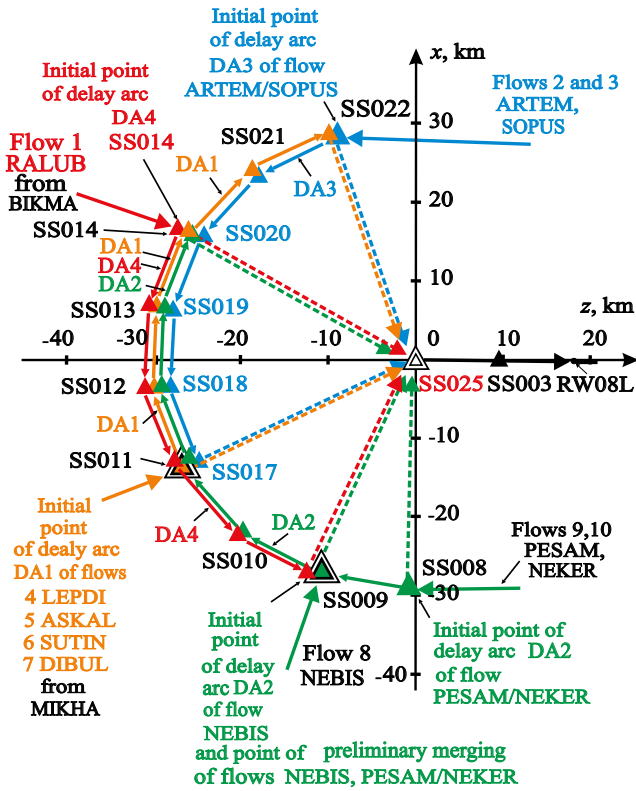 Initial point
of delay arc
DA3 of flow
ARTEM/SOPUS
x, km
Initial point
of delay arc
DA4
SS014
SS022
Flows 2 and 3
ARTEM,
SOPUS
30
SS021
Flow 1
RALUB
from
BIKMA
DA1
DA3
20
SS014
SS020
DA1
DA4
DA2
10
SS013
SS019
-40
-30
-20
-10
0
10
20
z, km
SS012
SS018
SS025
SS003
RW08L
DA1
-10
SS011
SS017
Initial
point
of dealy arc
DA1 of flows
4 LEPDI
5 ASKAL
6 SUTIN
7 DIBUL
from
MIKHA
DA4
DA2
-20
SS010
Flows 9,10
PESAM,
NEKER
SS008
SS009
-30
Initial
point
of delay
arc DA2
of flow
NEBIS
Flow 8
NEBIS
Initial point of
delay arc DA2
of flow
PESAM/NEKER
-40
and point of preliminary merging
of flows NEBIS, PESAM/NEKER